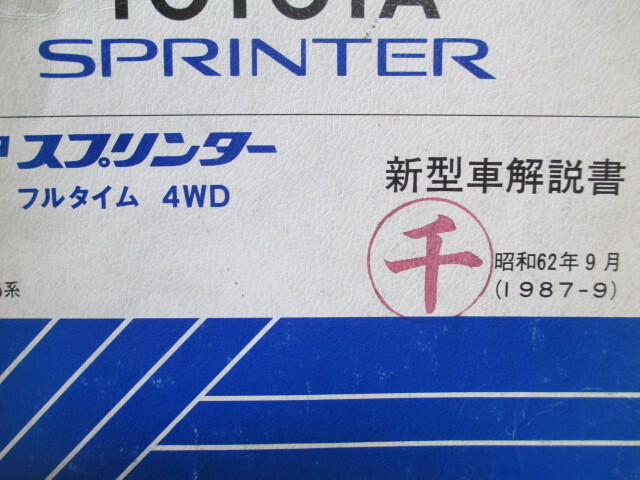 TOYOTA
SPRINTER
スプリンター
フルタイム 4WD
新型車解説書
千
昭和62年9月
(1987-9)
系